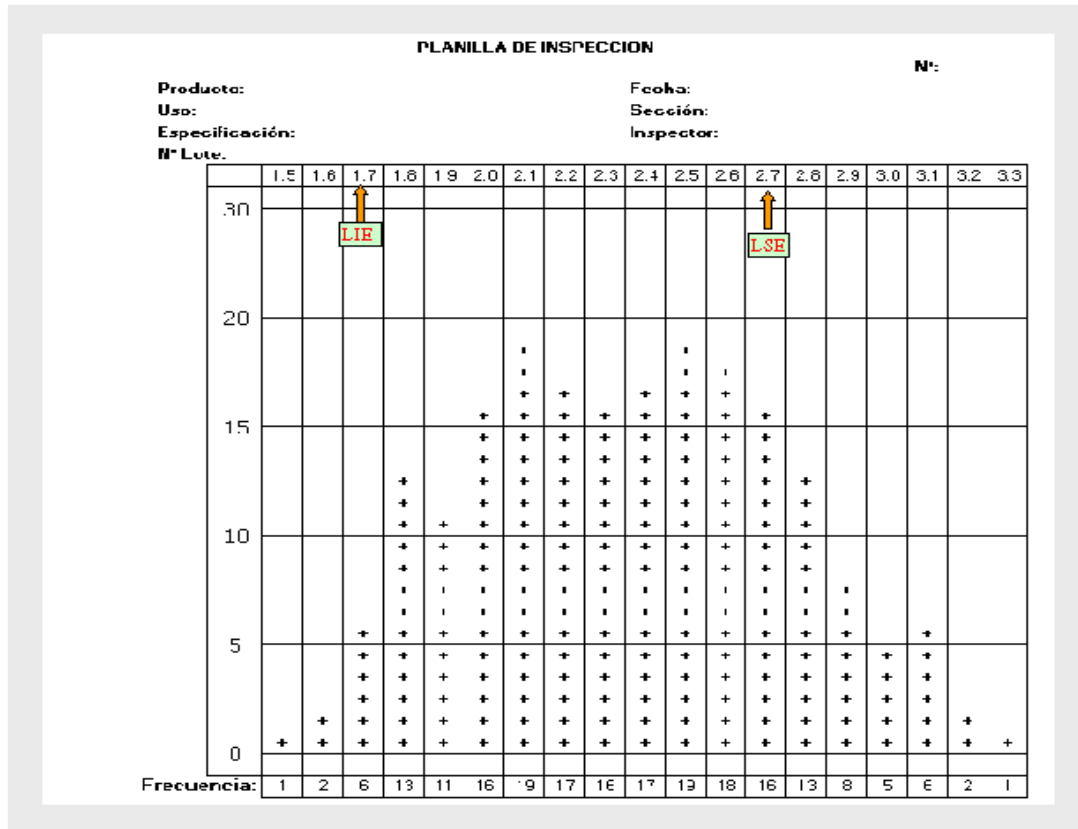 PLANILLA DE INSPECCION
N°:
Producto: Fecha:
Uso: Sección:
Especificación: Inspector:
N° Lote:
1.5 1.6 1.7 1.8 1.9 2.0 2.1 2.2 2.3 2.4 2.5 2.6 2.7 2.8 2.9 3.0 3.1 3.2 3.3
30
LIE
LSE
20
15
10
5
0
Frecuencia: 1 2 6 13 11 16 19 17 16 17 19 18 16 13 8 5 6 2 1